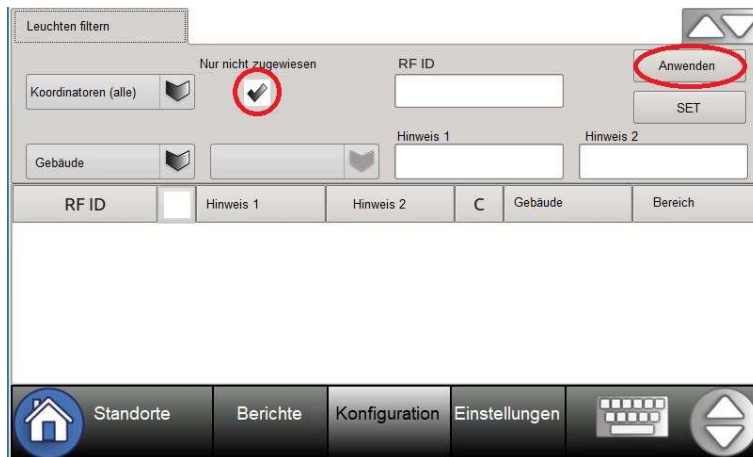 Leuchten filtern
Nur nicht zugewiesen
RF ID
Anwenden
Koordinatoren (alle)
SET
Hinweis 1
Hinweis 2
Gebäude
RF ID Hinweis 1 Hinweis 2 C Gebäude Bereich
Standorte Berichte Konfiguration Einstellungen